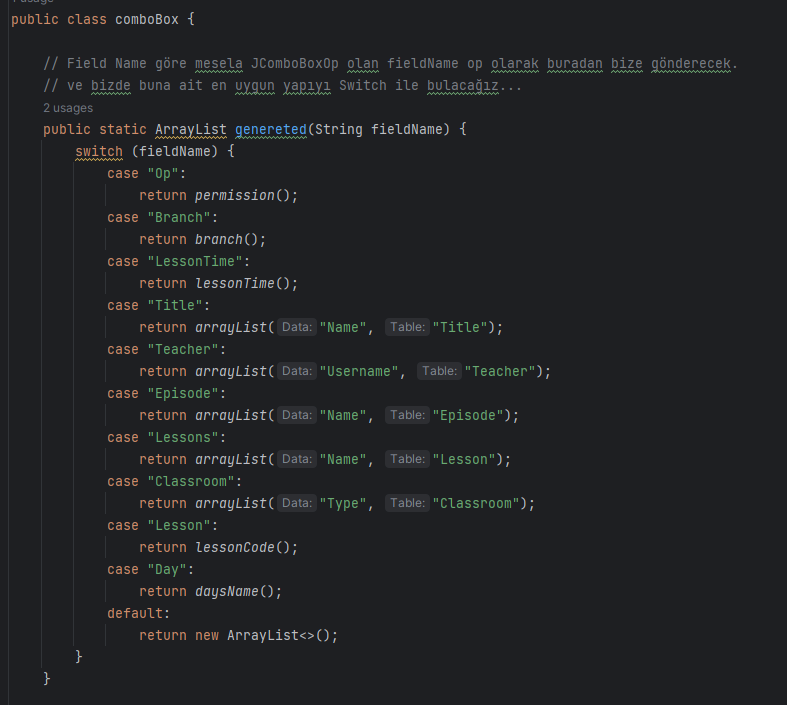 public class comboBox {
// Field Name göre mesela JComboBoxOp olan fieldName op olarak buradan bize gönderecek.
// ve bizde buna ait en uygun yapıyı Switch ile bulacağız...
2 usages
public static ArrayList genereted(String fieldName) {
switch (fieldName) {
case "Op":
return permission();
case "Branch":
return branch();
case "LessonTime":
return lessonTime();
case "Title":
return arrayList( Data: "Name", Table: "Title");
case "Teacher":
return arrayList( Data: "Username", Table: "Teacher");
case "Episode":
return arrayList( Data: "Name", Table: "Episode");
case "Lessons":
return arrayList( Data: "Name", Table: "Lesson");
case "Classroom":
return arrayList( Data: "Type", Table: "Classroom");
case "Lesson":
return lessonCode();
case "Day":
return daysName();
default:
return new ArrayList<>();
}
}